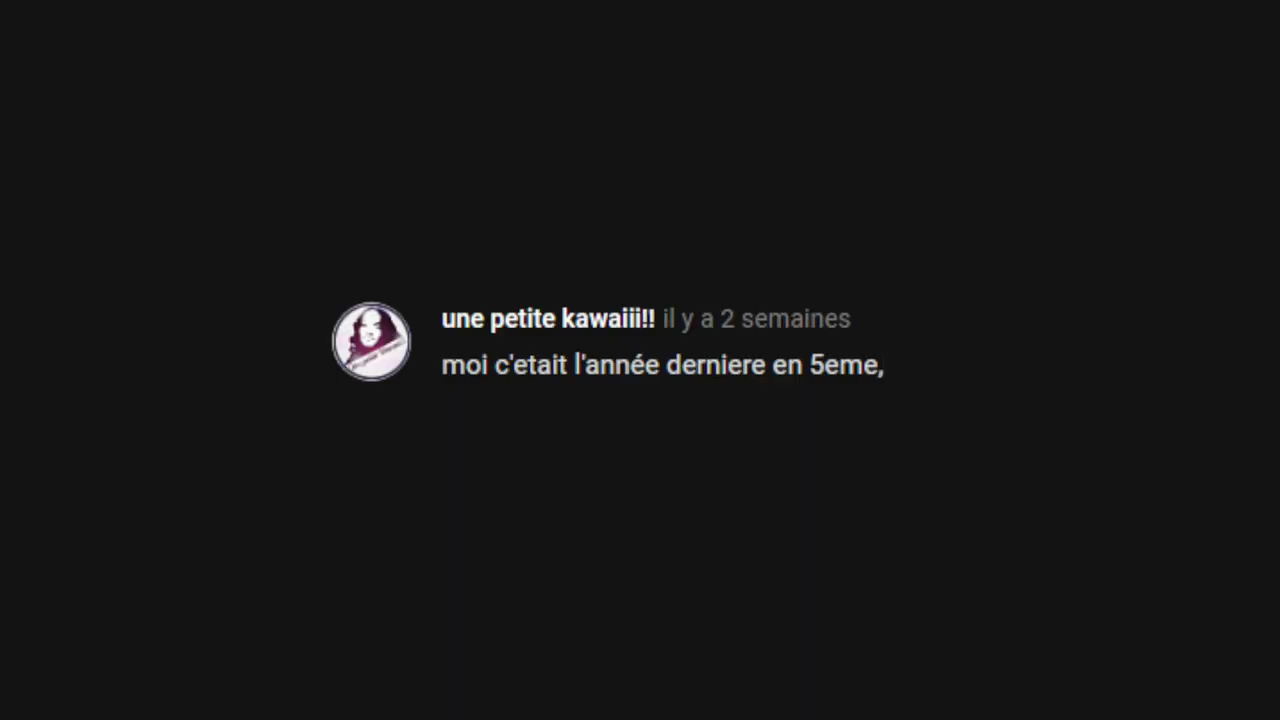 une petite kawaiii!! il y a 2 semaines
moi c'etait l'année derniere en 5eme,